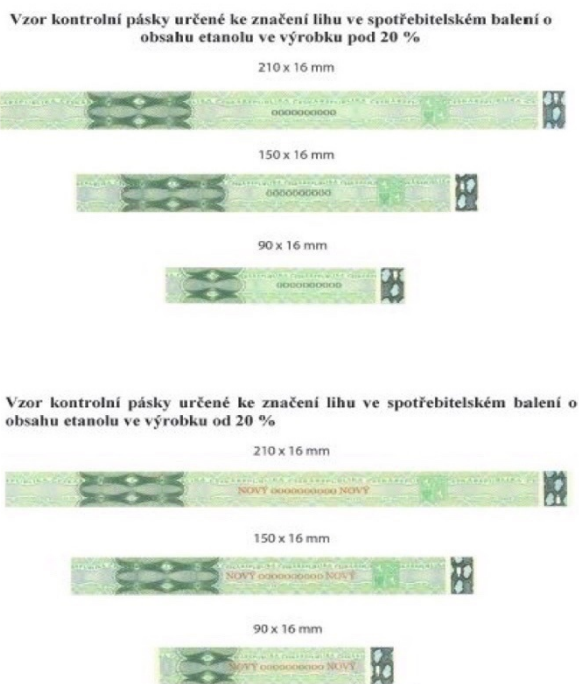 Vzor kontrolní pásky určené ke značení lihu ve spotřebitelském balení o
obsahu etanolu ve výrobku pod 20 %
210 x 16 mm
0000000000
150 x 16 mm
0000000000
90 x 16 mm
0000000000
Vzor kontrolní pásky určené ke značení lihu ve spotřebitelském balení o
obsahu etanolu ve výrobku od 20 %
210 x 16 mm
NOVÝ 0000000000 NOVÝ
150 x 16 mm
NOVÝ 0000000000 NOVÝ
90 x 16 mm
NOVÝ 0000000000 NOVÝ